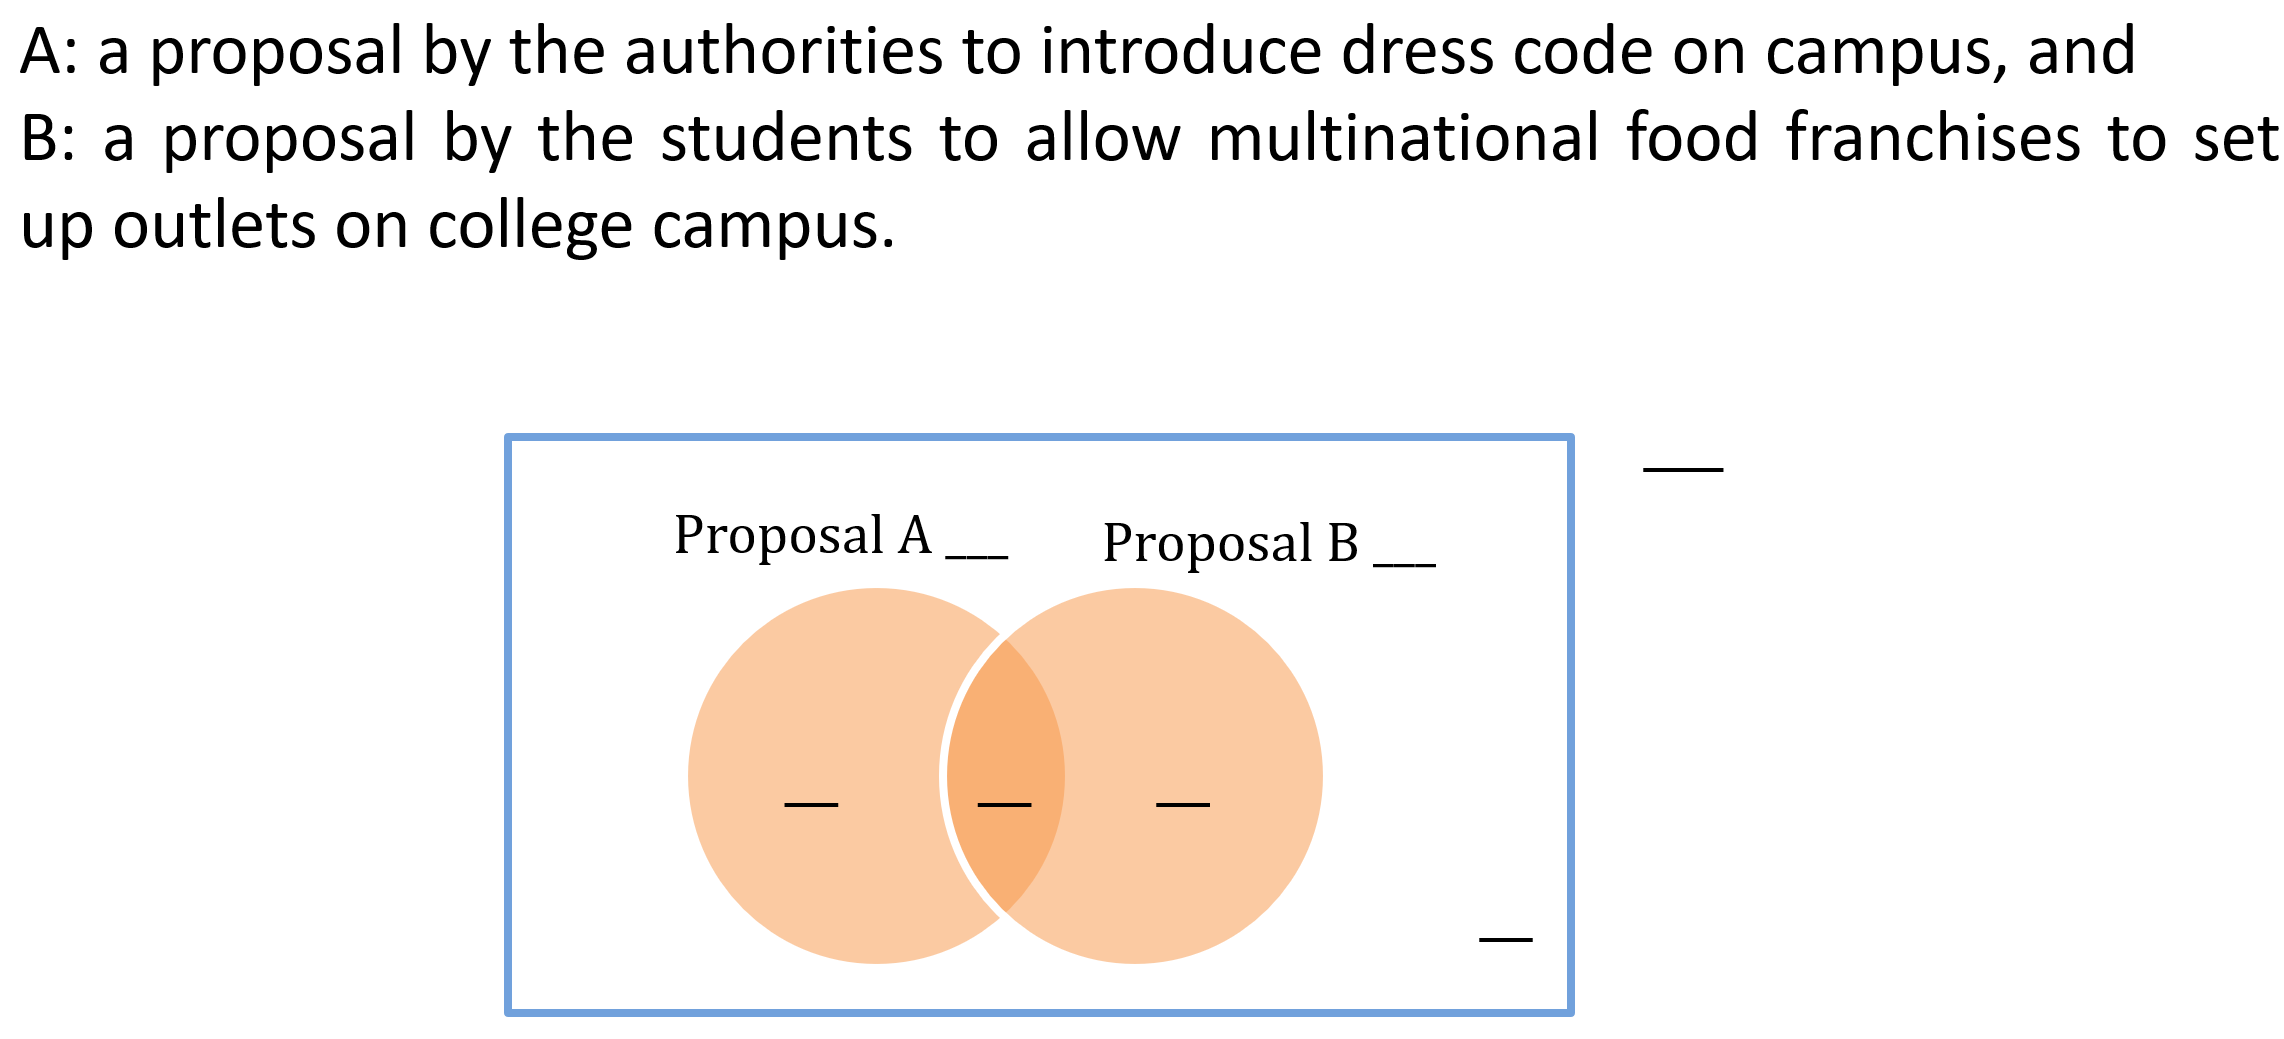 A: a proposal by the authorities to introduce dress code on campus, and
B: a proposal by the students to allow multinational food franchises to set
up outlets on college campus.
Proposal A ___
Proposal B ___